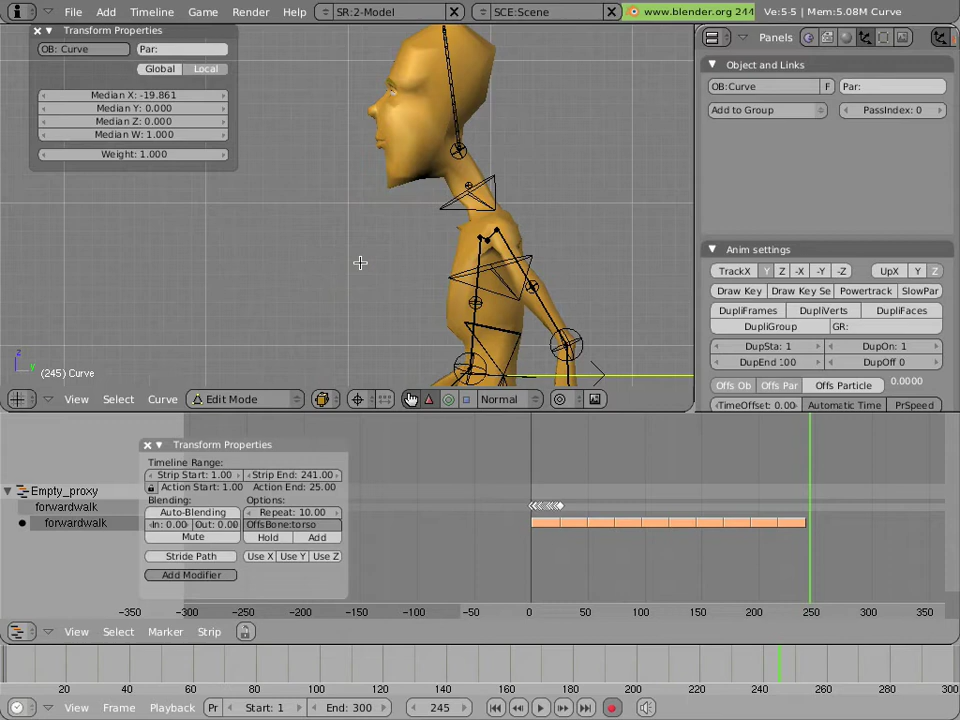 File Add Timeline Game Render Help SR:2-Model SCE:Scene www.blender.org 244 Ve:5-5 | Mem:5.08M Curve
Transform Properties
OB: Curve Par:
Global Local
Median X: -19.861
Median Y: 0.000
Median Z: 0.000
Median W: 1.000
Weight: 1.000
z
y
(245) Curve
View Select Curve Edit Mode Normal
Panels
Object and Links
OB:Curve F Par:
Add to Group PassIndex: 0
Anim settings
TrackX Y Z -X -Y -Z UpX Y Z
Draw Key Draw Key Se Powertrack SlowPar
DupliFrames DupliVerts DupliFaces
DupliGroup GR:
DupSta: 1 DupOn: 1
DupEnd 100 DupOff 0
Offs Ob Offs Par Offs Particle 0.0000
TimeOffset: 0.00 Automatic Time PrSpeed
Empty_proxy
forwardwalk
forwardwalk
Transform Properties
Timeline Range:
Strip Start: 1.00 Strip End: 241.00
Action Start: 1.00 Action End: 25.00
Blending: Options:
Auto-Blending Repeat: 10.00
In: 0.00 Out: 0.00 OffsBone:torso
Mute Hold Add
Stride Path Use X Use Y Use Z
Add Modifier
-350 -300 -250 -200 -150 -100 -50 0 50 100 150 200 250 300 350
View Select Marker Strip
20 40 60 80 100 120 140 160 180 200 220 240 260 280 300
View Frame Playback Pr Start: 1 End: 300 245